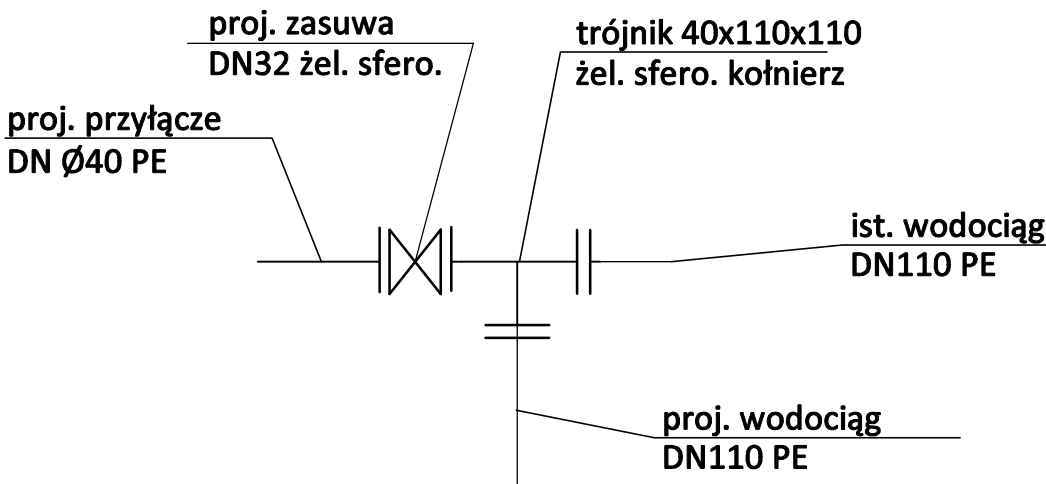 proj. zasuwa
DN32 żel. sfero.
trójnik 40x110x110
żel. sfero. kołnierz
proj. przyłącze
DN Ø40 PE
ist. wodociąg
DN110 PE
proj. wodociąg
DN110 PE